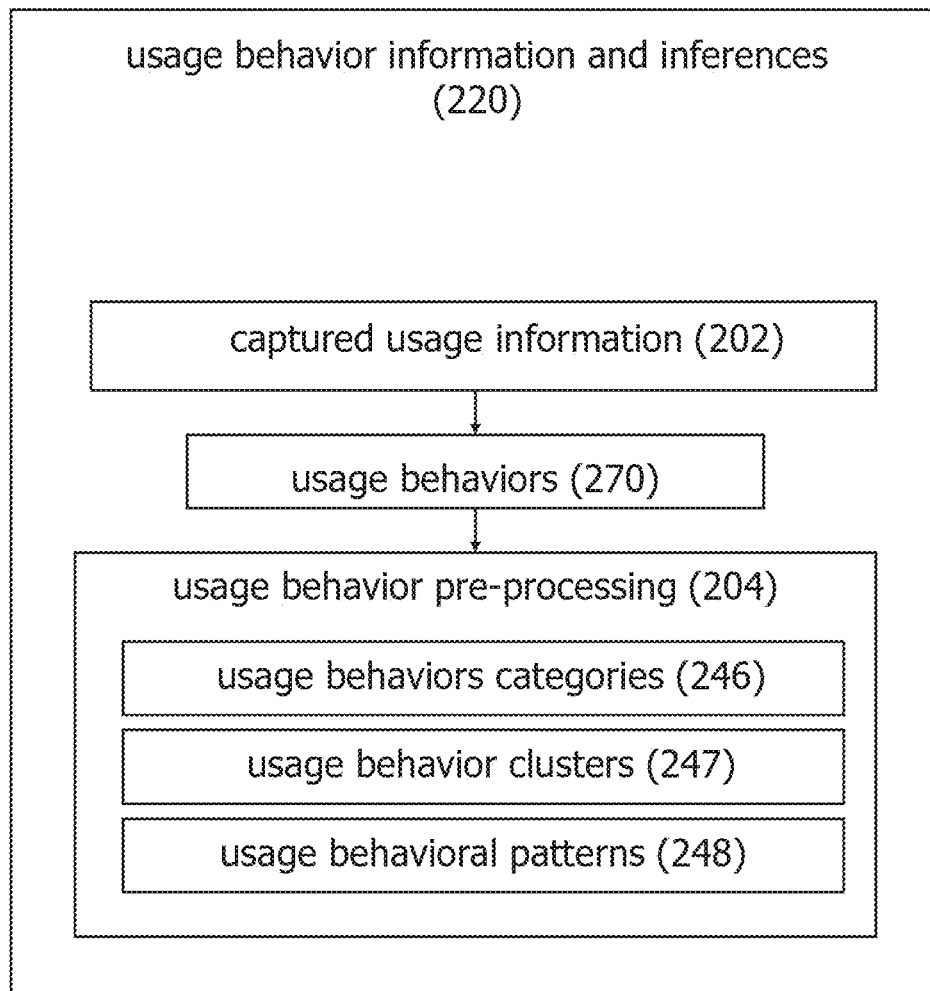 usage behavior information and inferences
(220)
captured usage information (202)
usage behaviors (270)
usage behavior pre-processing (204)
usage behaviors categories (246)
usage behavior clusters (247)
usage behavioral patterns (248)